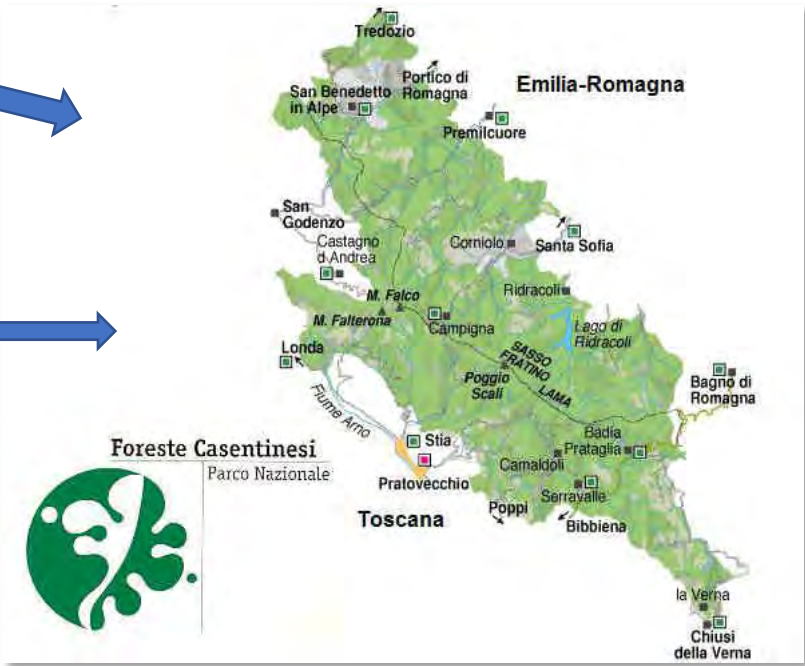 Tredozio
Portico di
Romagna
San Benedetto
in Alpe
Emilia-Romagna
Premilcuore
San
Godenzo
Castagno
d Andrea
Corniolo
Santa Sofia
Ridracoli
M. Falco
M. Falterona
Campigna
Lago di
Ridracoli
SASSO
FRATINO
LAMA
Londa
Poggio
Scali
Bagno di
Romagna
Fiume Arno
Foreste Casentinesi
Parco Nazionale
Stia
Badia
Prataglia
Camaldoli
Pratovecchio
Serravalle
Poppi
Toscana
Bibbiena
la Verna
Chiusi
della Verna